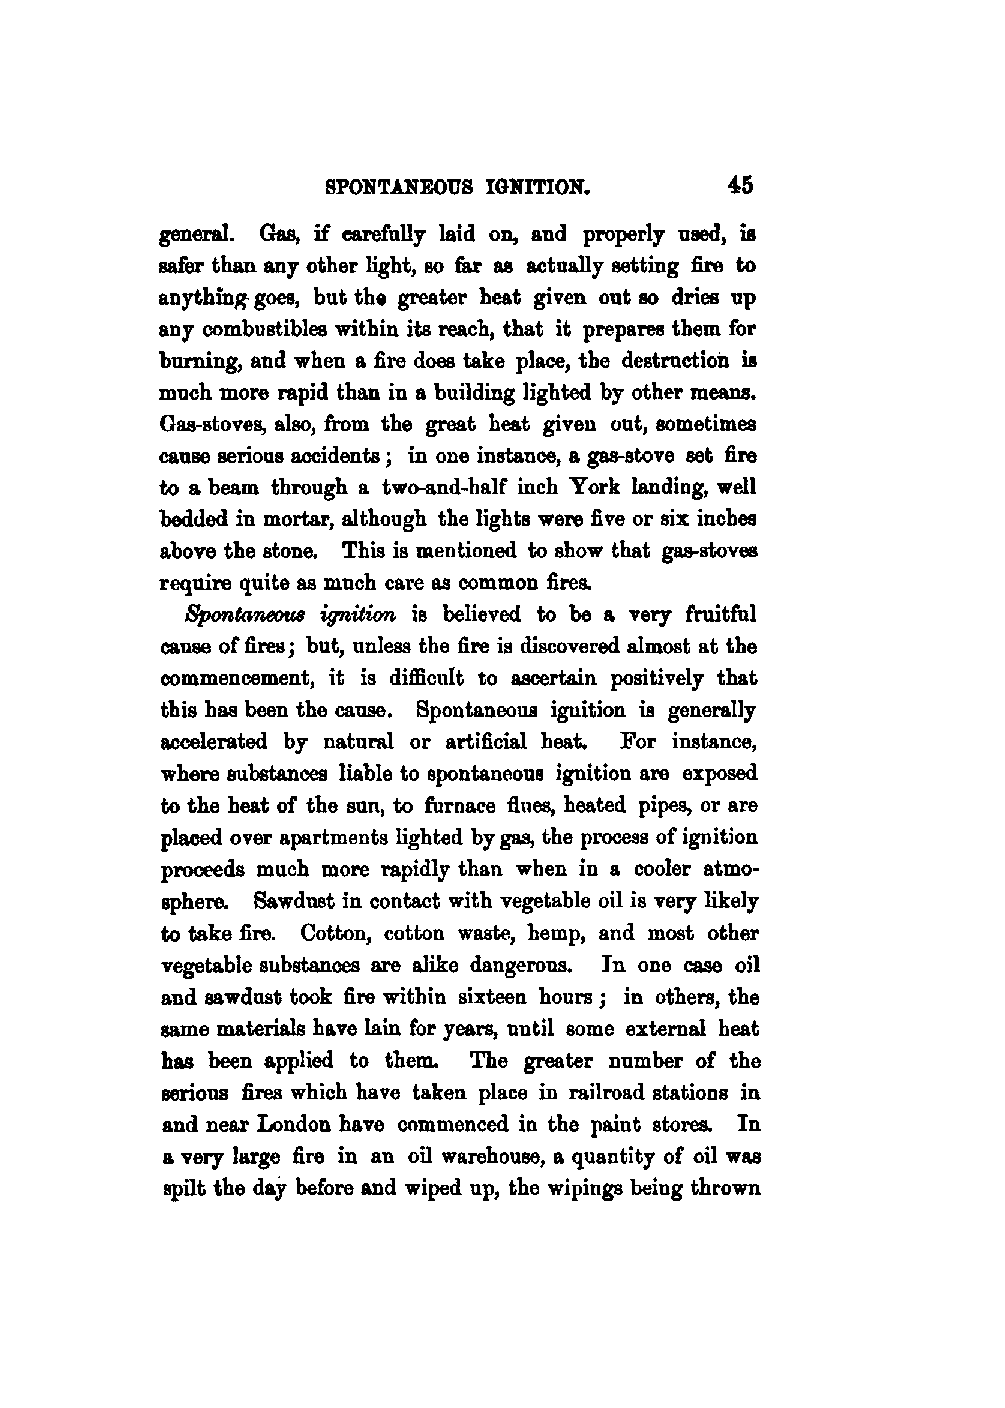 SPONTANEOUS IGNITION. 45
general. Gas, if carefully laid on, and properly used, is
safer than any other light, so far as actually setting fire to
anything goes, but the greater heat given out so dries up
any combustibles within its reach, that it prepares them for
burning, and when a fire does take place, the destruction is
much more rapid than in a building lighted by other means.
Gas-stoves, also, from the great heat given out, sometimes
cause serious accidents; in one instance, a gas-stove set fire
to a beam through a two-and-half inch York landing, well
bedded in mortar, although the lights were five or six inches
above the stone. This is mentioned to show that gas-stoves
require quite as much care as common fires.
Spontaneous ignition is believed to be a very fruitful
cause of fires; but, unless the fire is discovered almost at the
commencement, it is difficult to ascertain positively that
this has been the cause. Spontaneous ignition is generally
accelerated by natural or artificial heat. For instance,
where substances liable to spontaneous ignition are exposed
to the heat of the sun, to furnace flues, heated pipes, or are
placed over apartments lighted by gas, the process of ignition
proceeds much more rapidly than when in a cooler atmo-
sphere. Sawdust in contact with vegetable oil is very likely
to take fire. Cotton, cotton waste, hemp, and most other
vegetable substances are alike dangerous. In one case oil
and sawdust took fire within sixteen hours; in others, the
same materials have lain for years, until some external heat
has been applied to them. The greater number of the
serious fires which have taken place in railroad stations in
and near London have commenced in the paint stores. In
a very large fire in an oil warehouse, a quantity of oil was
spilt the day before and wiped up, the wipings being thrown